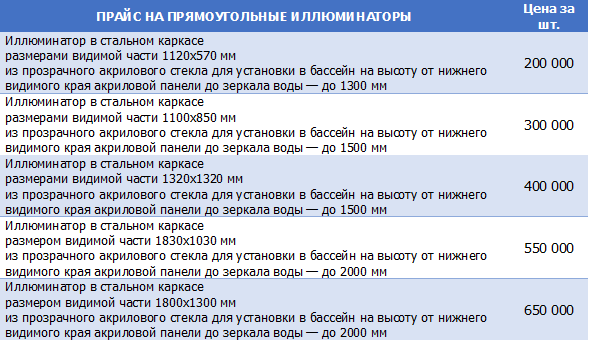 ПРАЙС НА ПРЯМОУГОЛЬНЫЕ ИЛЛЮМИНАТОРЫ
Цена за
шт.
Иллюминатор в стальном каркасе
размерами видимой части 1120х570 мм
из прозрачного акрилового стекла для установки в бассейн на высоту от нижнего
видимого края акриловой панели до зеркала воды — до 1300 мм
200 000
Иллюминатор в стальном каркасе
размерами видимой части 1100х850 мм
из прозрачного акрилового стекла для установки в бассейн на высоту от нижнего
видимого края акриловой панели до зеркала воды — до 1500 мм
300 000
Иллюминатор в стальном каркасе
размерами видимой части 1320х1320 мм
из прозрачного акрилового стекла для установки в бассейн на высоту от нижнего
видимого края акриловой панели до зеркала воды — до 1500 мм
400 000
Иллюминатор в стальном каркасе
размером видимой части 1830х1030 мм
из прозрачного акрилового стекла для установки в бассейн на высоту от нижнего
видимого края акриловой панели до зеркала воды — до 2000 мм
550 000
Иллюминатор в стальном каркасе
размером видимой части 1800х1300 мм
из прозрачного акрилового стекла для установки в бассейн на высоту от нижнего
видимого края акриловой панели до зеркала воды — до 2000 мм
650 000